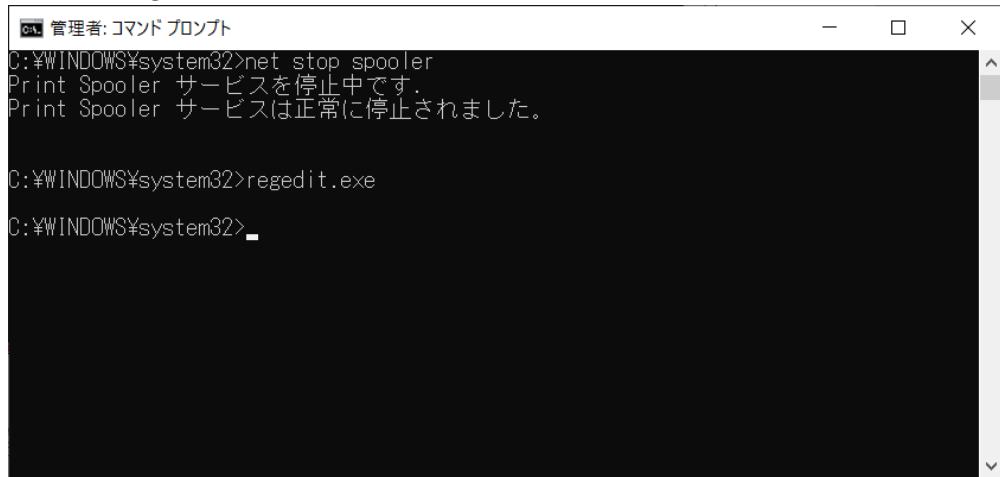 管理者: コマンド プロンプト
C:¥WINDOWS¥system32>net stop spooler
Print Spooler サービスを停止中です.
Print Spooler サービスは正常に停止されました。
C:¥WINDOWS¥system32>regedit.exe
C:¥WINDOWS¥system32>